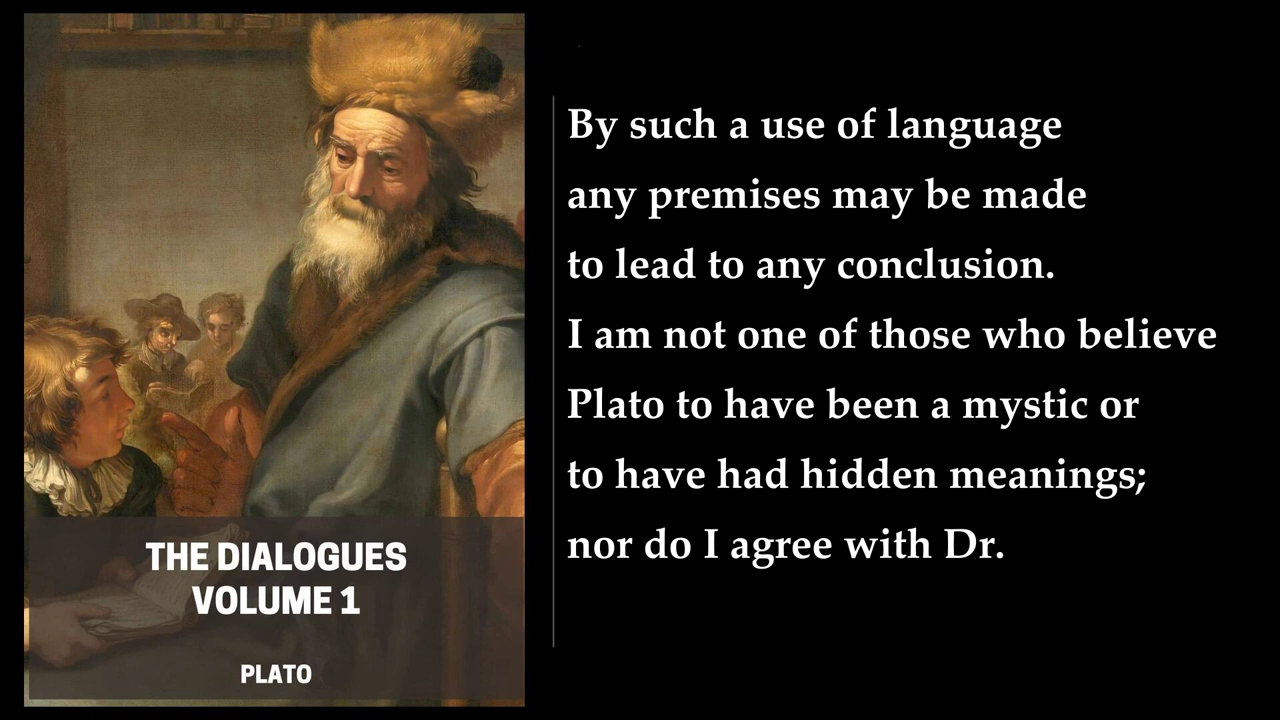 THE DIALOGUES
VOLUME 1
PLATO
By such a use of language
any premises may be made
to lead to any conclusion.
I am not one of those who believe
Plato to have been a mystic or
to have had hidden meanings;
nor do I agree with Dr.